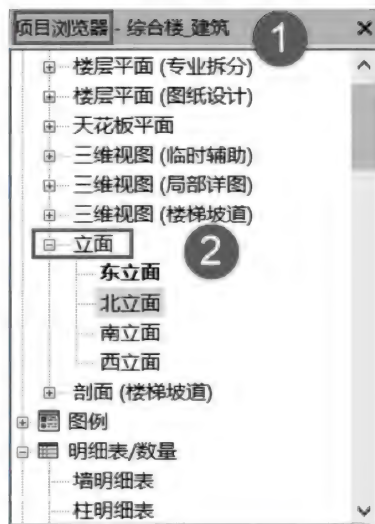 项目浏览器 - 综合楼_建筑
1
楼层平面 (专业拆分)
楼层平面 (图纸设计)
天花板平面
三维视图 (临时辅助)
三维视图 (局部详图)
三维视图 (楼梯坡道)
立面
2
东立面
北立面
南立面
西立面
剖面 (楼梯坡道)
图例
明细表/数量
墙明细表
柱明细表